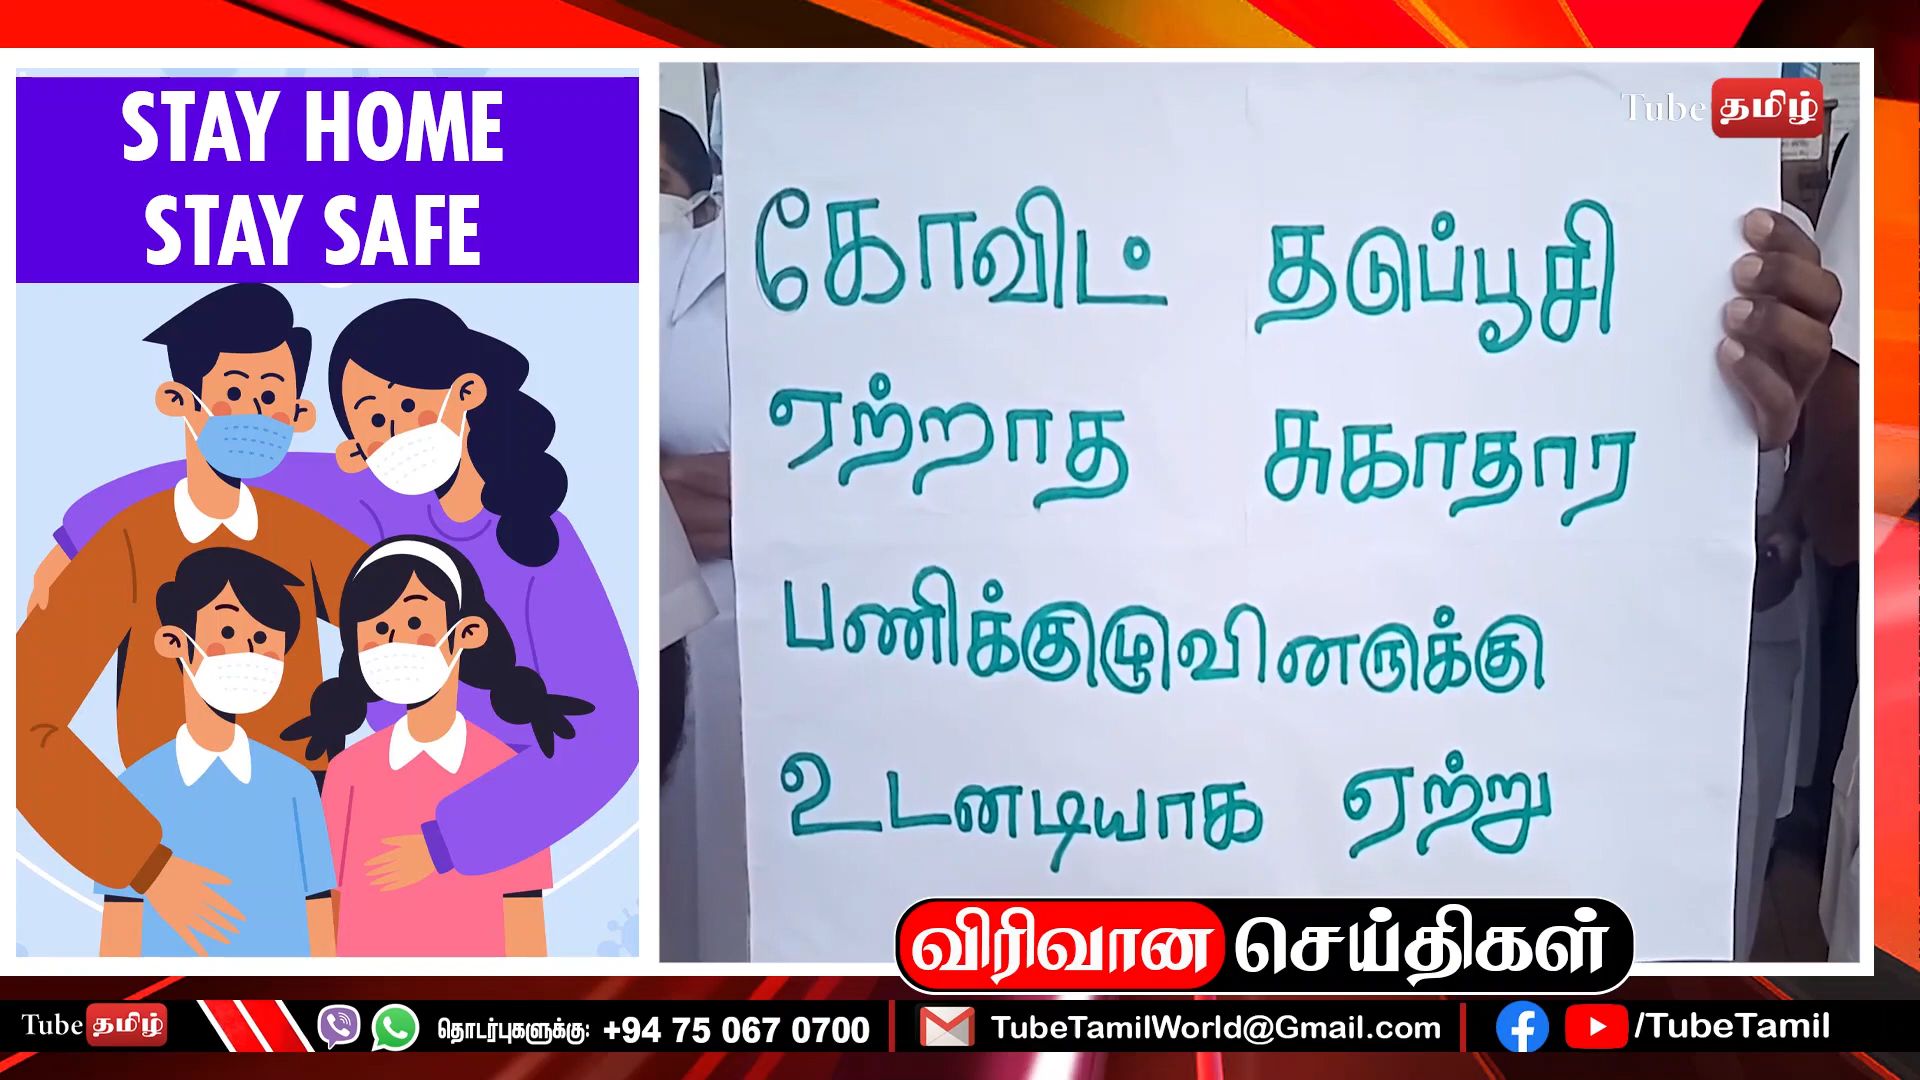 STAY HOME
STAY SAFE
Tube தமிழ்
கோவிட் தடுப்பூசி
ஏற்றாத சுகாதார
பணிக்குழுவினருக்கு
உடனடியாக ஏற்று
விரிவான செய்திகள்
Tube தமிழ் தொடர்புகளுக்கு: +94 75 067 0700 TubeTamilWorld@Gmail.com /TubeTamil